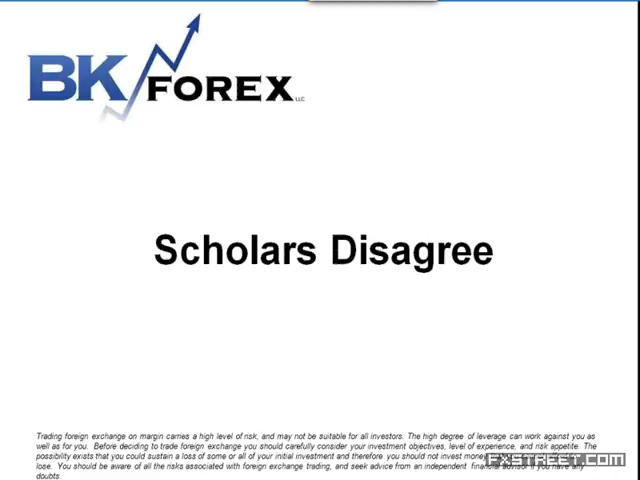 BK FOREX LLC
Scholars Disagree
Trading foreign exchange on margin carries a high level of risk, and may not be suitable for all investors. The high degree of leverage can work against you as
well as for you. Before deciding to trade foreign exchange you should carefully consider your investment objectives, level of experience, and risk appetite. The
possibility exists that you could sustain a loss of some or all of your initial investment and therefore you should not invest money
lose. You should be aware of all the risks associated with foreign exchange trading, and seek advice from an independent financial advisor if you have any
doubts.
FXSTREET.COM